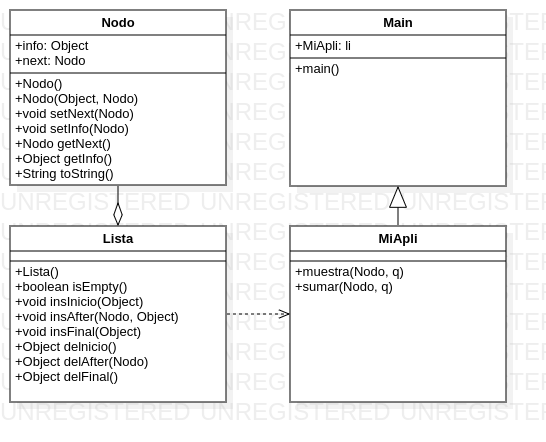 Nodo
+info: Object
+next: Nodo
+Nodo()
+Nodo(Object, Nodo)
+void setNext(Nodo)
+void setInfo(Nodo)
+Nodo getNext()
+Object getInfo()
+String toString()
Main
+MiApli: li
+main()
Lista
+Lista()
+boolean isEmpty()
+void insInicio(Object)
+void insAfter(Nodo, Object)
+void insFinal(Object)
+Object delnicio()
+Object delAfter(Nodo)
+Object delFinal()
MiApli
+muestra(Nodo, q)
+sumar(Nodo, q)
UNREGISTERED UNREGISTERED UNREGISTERED